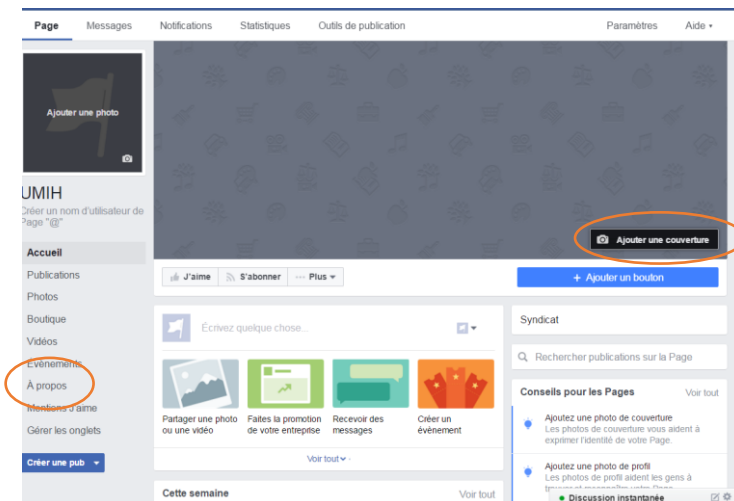 Page Messages Notifications Statistiques Outils de publication Paramètres Aide
Ajouter une photo
UMIH
Créer un nom d'utilisateur de
Page "@"
Ajouter une couverture
Accueil
Publications
Photos
Boutique
Vidéos
Évènements
À propos
Mentions J'aime
Gérer les onglets
Créer une pub
J'aime S'abonner Plus
+ Ajouter un bouton
Écrivez quelque chose...
Partager une photo
ou une vidéo
Faites la promotion
de votre entreprise
Recevoir des
messages
Créer un
évènement
Voir tout
Cette semaine Voir tout
Syndicat
Rechercher publications sur la Page
Conseils pour les Pages Voir tout
Ajoutez une photo de couverture
Les photos de couverture vous aident à
exprimer l'identité de votre Page.
Ajoutez une photo de profil
Les photos de profil aident les gens à
Discussion instantanée